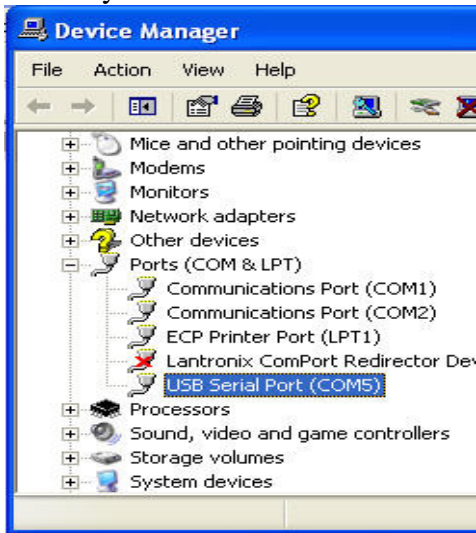 Device Manager
File Action View Help
Mice and other pointing devices
Modems
Monitors
Network adapters
Other devices
Ports (COM & LPT)
Communications Port (COM1)
Communications Port (COM2)
ECP Printer Port (LPT1)
Lantronix ComPort Redirector Dev
USB Serial Port (COM5)
Processors
Sound, video and game controllers
Storage volumes
System devices